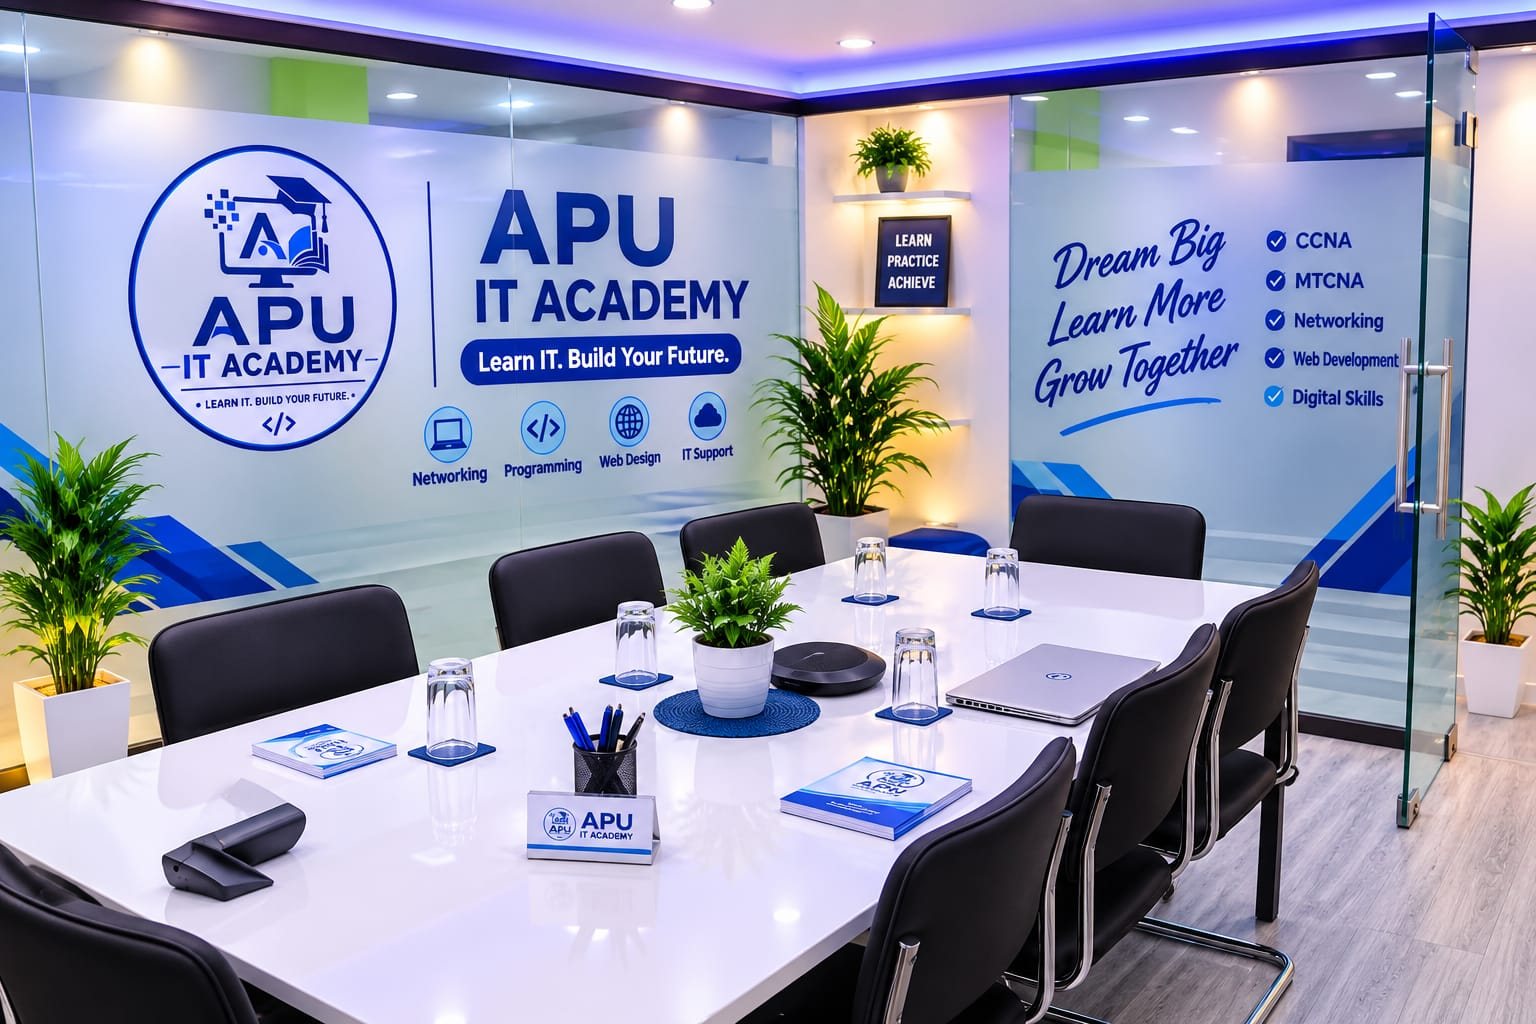 A
APU
IT ACADEMY
• LEARN IT. BUILD YOUR FUTURE. •
</>
APU
IT ACADEMY
Learn IT. Build Your Future.
</>
Networking
Programming
Web Design
IT Support
LEARN
PRACTICE
ACHIEVE
Dream Big
Learn More
Grow Together
CCNA
MTCNA
Networking
Web Development
Digital Skills
APU
APU
IT ACADEMY